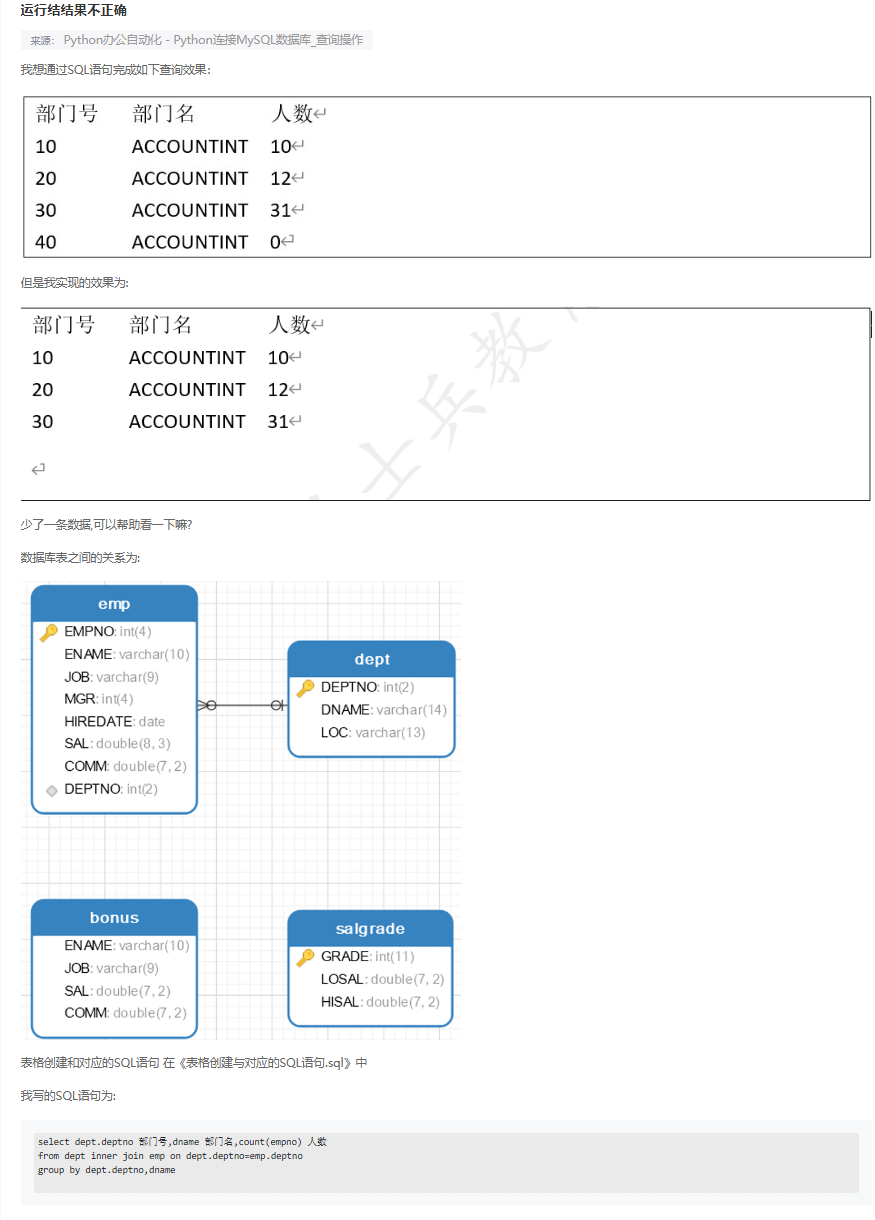 运行结结果不正确
来源: Python办公自动化 - Python连接MySQL数据库_查询操作
我想通过SQL语句完成如下查询效果:
部门号 部门名 人数↵
10 ACCOUNTINT 10↵
20 ACCOUNTINT 12↵
30 ACCOUNTINT 31↵
40 ACCOUNTINT 0↵
但是我实现的效果为:
部门号 部门名 人数↵
10 ACCOUNTINT 10↵
20 ACCOUNTINT 12↵
30 ACCOUNTINT 31↵
↵
士兵教
少了一条数据,可以帮助看一下嘛?
数据库表之间的关系为:
emp
EMPNO: int(4)
ENAME: varchar(10)
JOB: varchar(9)
MGR: int(4)
HIREDATE: date
SAL: double(8, 3)
COMM: double(7, 2)
DEPTNO: int(2)
dept
DEPTNO: int(2)
DNAME: varchar(14)
LOC: varchar(13)
bonus
ENAME: varchar(10)
JOB: varchar(9)
SAL: double(7, 2)
COMM: double(7, 2)
salgrade
GRADE: int(11)
LOSAL: double(7, 2)
HISAL: double(7, 2)
表格创建和对应的SQL语句 在《表格创建与对应的SQL语句.sql》中
我写的SQL语句为:
select dept.deptno 部门号,dname 部门名,count(empno) 人数
from dept inner join emp on dept.deptno=emp.deptno
group by dept.deptno,dname